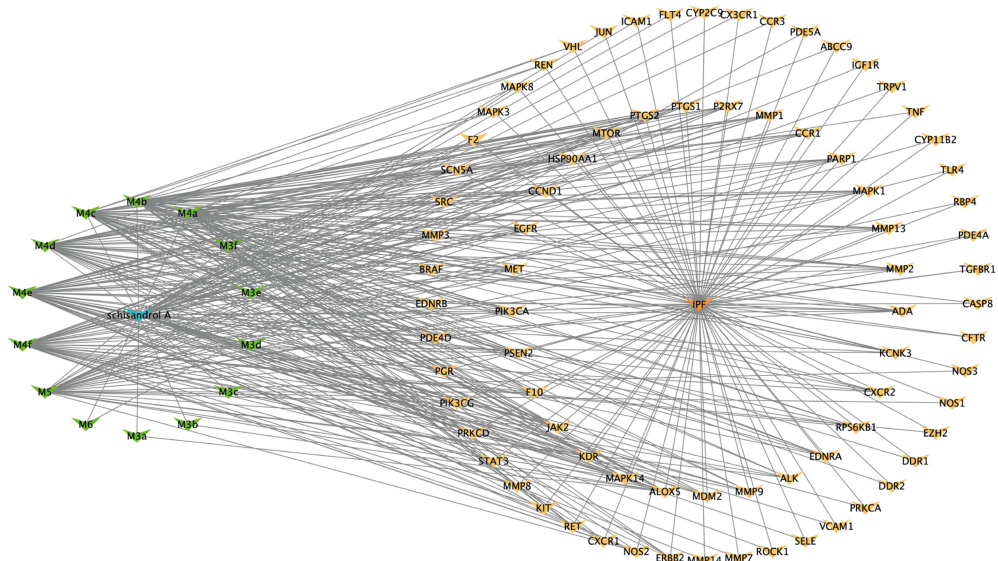 FLT4
CYP2C9
CX3CR1
ICAM1
CCR3
JUN
PDE5A
VHL
ABCC9
REN
IGF1R
MAPK8
TRPV1
MAPK3
PTGS2
PTGS1
P2RX7
MMP1
TNF
F2
MTOR
CCR1
CYP11B2
HSP90AA1
PARP1
SCN5A
TLR4
CCND1
MAPK1
SRC
RBP4
M4b
M4c
M4a
MMP3
EGFR
MMP13
PDE4A
M4d
M3f
BRAF
MET
MMP2
TGFBR1
M4e
M3e
EDNRB
PIK3CA
IPF
ADA
CASP8
schisandrol A
PDE4D
CFTR
M4f
M3d
PSEN2
KCNK3
PGR
NOS3
M5
M3c
F10
CXCR2
PIK3CG
NOS1
M6
M3b
M3a
PRKCD
JAK2
RPS6KB1
EZH2
STAT3
KDR
EDNRA
DDR1
MMP8
MAPK14
ALOX5
MDM2
MMP9
ALK
DDR2
KIT
PRKCA
RET
VCAM1
CXCR1
SELE
NOS2
ROCK1
ERBB2
MMP14
MMP7